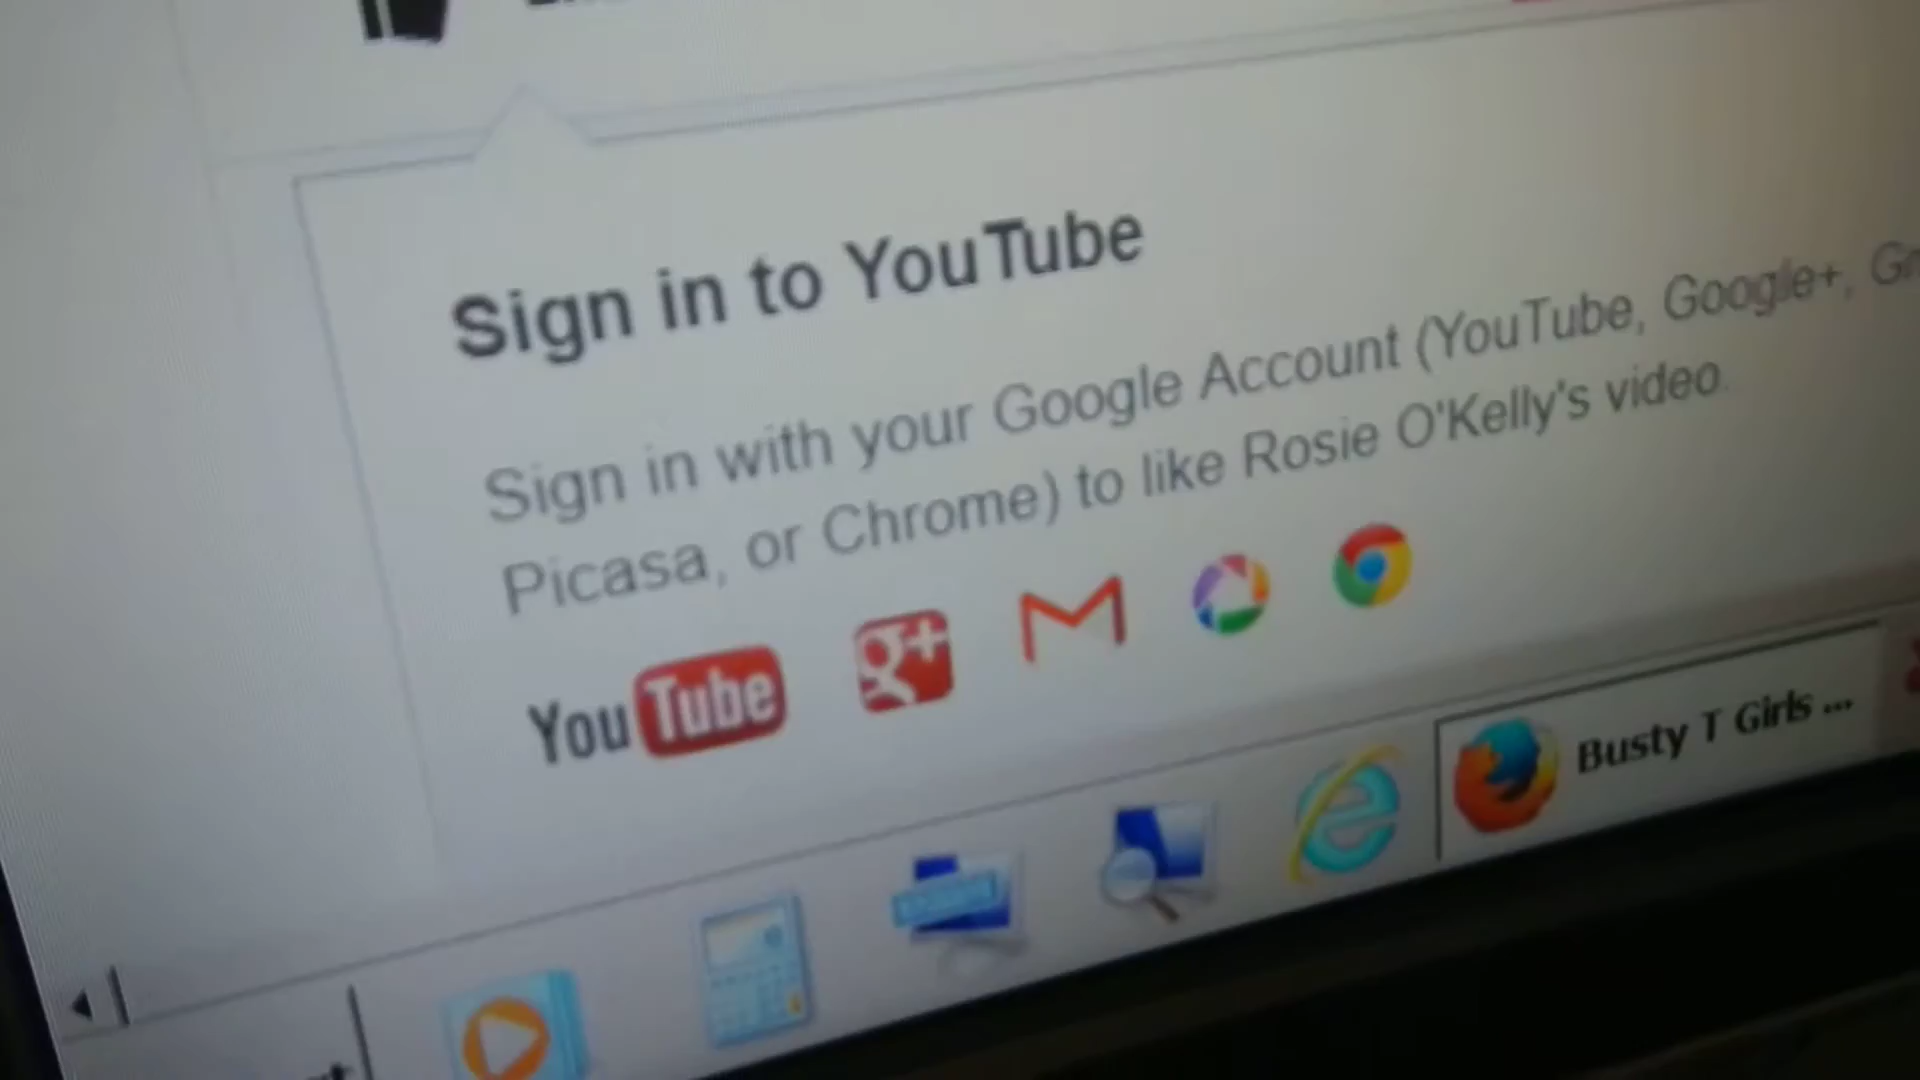 Sign in to YouTube
Sign in with your Google Account (YouTube, Google+,
Picasa, or Chrome) to like Rosie O'Kelly's video.
YouTube g+
Busty T Girls ...